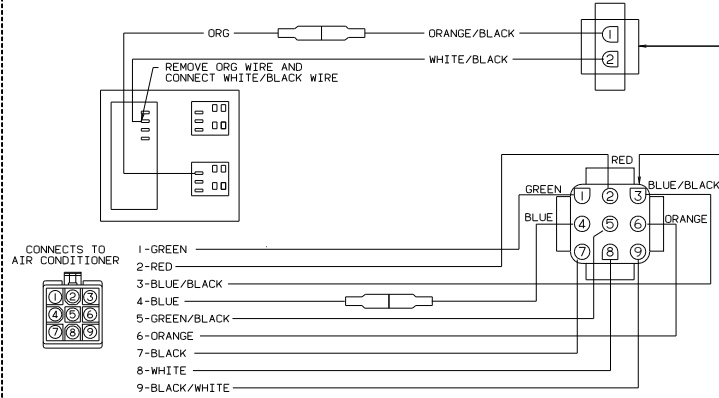 ORG
ORANGE/BLACK
1
WHITE/BLACK
2
REMOVE ORG WIRE AND
CONNECT WHITE/BLACK WIRE
RED
GREEN
1 2 3
BLUE/BLACK
BLUE
4 5 6
ORANGE
7 8 9
CONNECTS TO
AIR CONDITIONER
1 2 3
4 5 6
7 8 9
1-GREEN
2-RED
3-BLUE/BLACK
4-BLUE
5-GREEN/BLACK
6-ORANGE
7-BLACK
8-WHITE
9-BLACK/WHITE